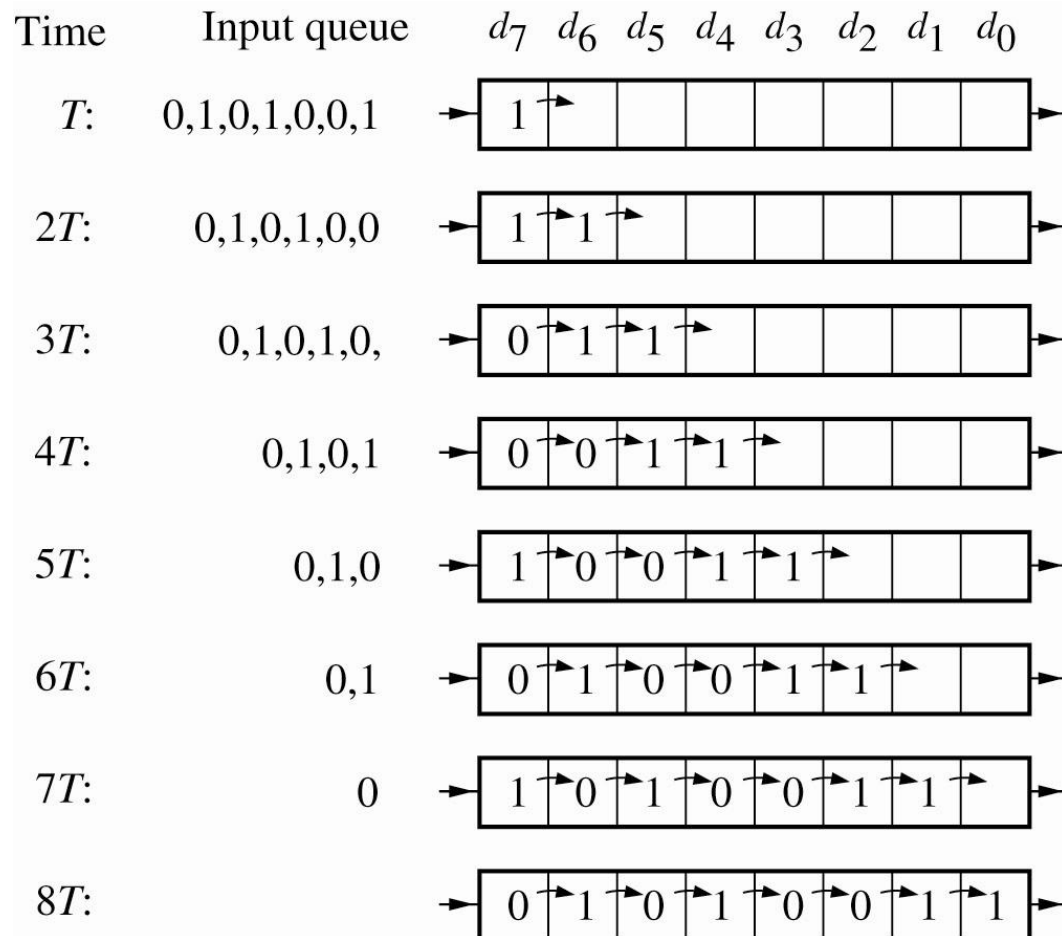 Time Input queue d7 d6 d5 d4 d3 d2 d1 d0
T: 0,1,0,1,0,0,1 1
2T: 0,1,0,1,0,0 1 1
3T: 0,1,0,1,0, 0 1 1
4T: 0,1,0,1 0 0 1 1
5T: 0,1,0 1 0 0 1 1
6T: 0,1 0 1 0 0 1 1
7T: 0 1 0 1 0 0 1 1
8T: 0 1 0 1 0 0 1 1